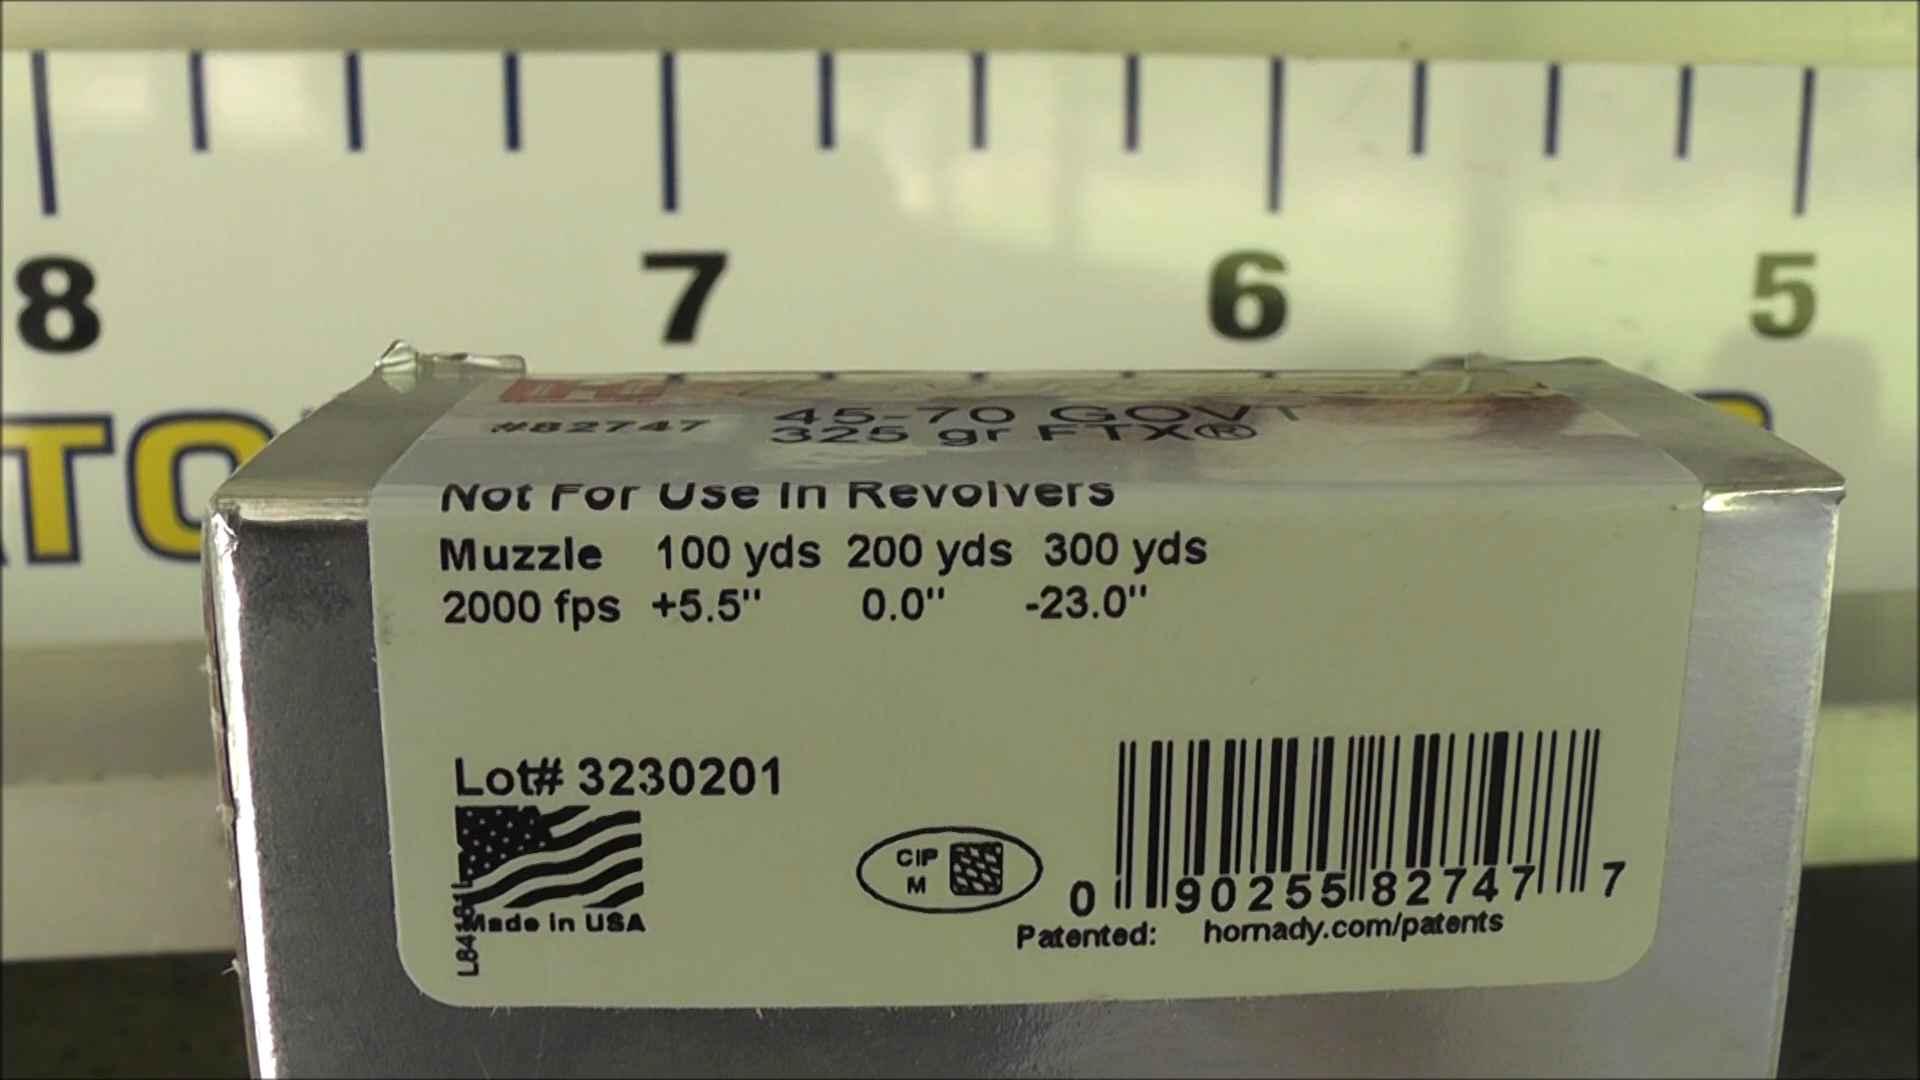 8 7 6 5
ATO
#82747 45-70 GOVT
325 gr FTX®
Not For Use In Revolvers
Muzzle 100 yds 200 yds 300 yds
2000 fps +5.5" 0.0" -23.0"
Lot# 3230201
CIP
M
Made in USA
0 90255 82747 7
Patented: hornady.com/patents